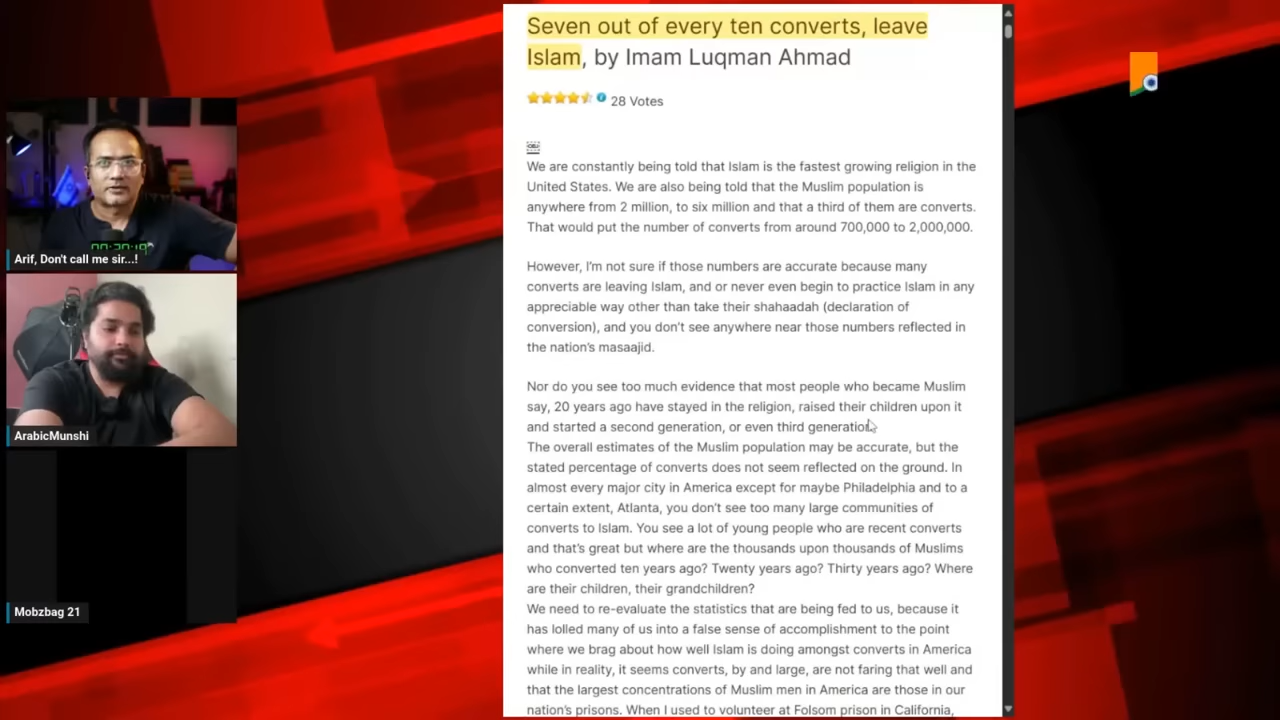 Seven out of every ten converts, leave
Islam, by Imam Luqman Ahmad
28 Votes
We are constantly being told that Islam is the fastest growing religion in the
United States. We are also being told that the Muslim population is
anywhere from 2 million, to six million and that a third of them are converts.
That would put the number of converts from around 700,000 to 2,000,000.
However, I'm not sure if those numbers are accurate because many
converts are leaving Islam, and or never even begin to practice Islam in any
appreciable way other than take their shahaadah (declaration of
conversion), and you don't see anywhere near those numbers reflected in
the nation's masaajid.
Nor do you see too much evidence that most people who became Muslim
say, 20 years ago have stayed in the religion, raised their children upon it
and started a second generation, or even third generation.
The overall estimates of the Muslim population may be accurate, but the
stated percentage of converts does not seem reflected on the ground. In
almost every major city in America except for maybe Philadelphia and to a
certain extent, Atlanta, you don't see too many large communities of
converts to Islam. You see a lot of young people who are recent converts
and that's great but where are the thousands upon thousands of Muslims
who converted ten years ago? Twenty years ago? Thirty years ago? Where
are their children, their grandchildren?
We need to re-evaluate the statistics that are being fed to us, because it
has lolled many of us into a false sense of accomplishment to the point
where we brag about how well Islam is doing amongst converts in America
while in reality, it seems converts, by and large, are not faring that well and
that the largest concentrations of Muslim men in America are those in our
nation's prisons. When I used to volunteer at Folsom prison in California,
00:20:19
Arif, Don't call me sir...!
ArabicMunshi
Mobzbag 21